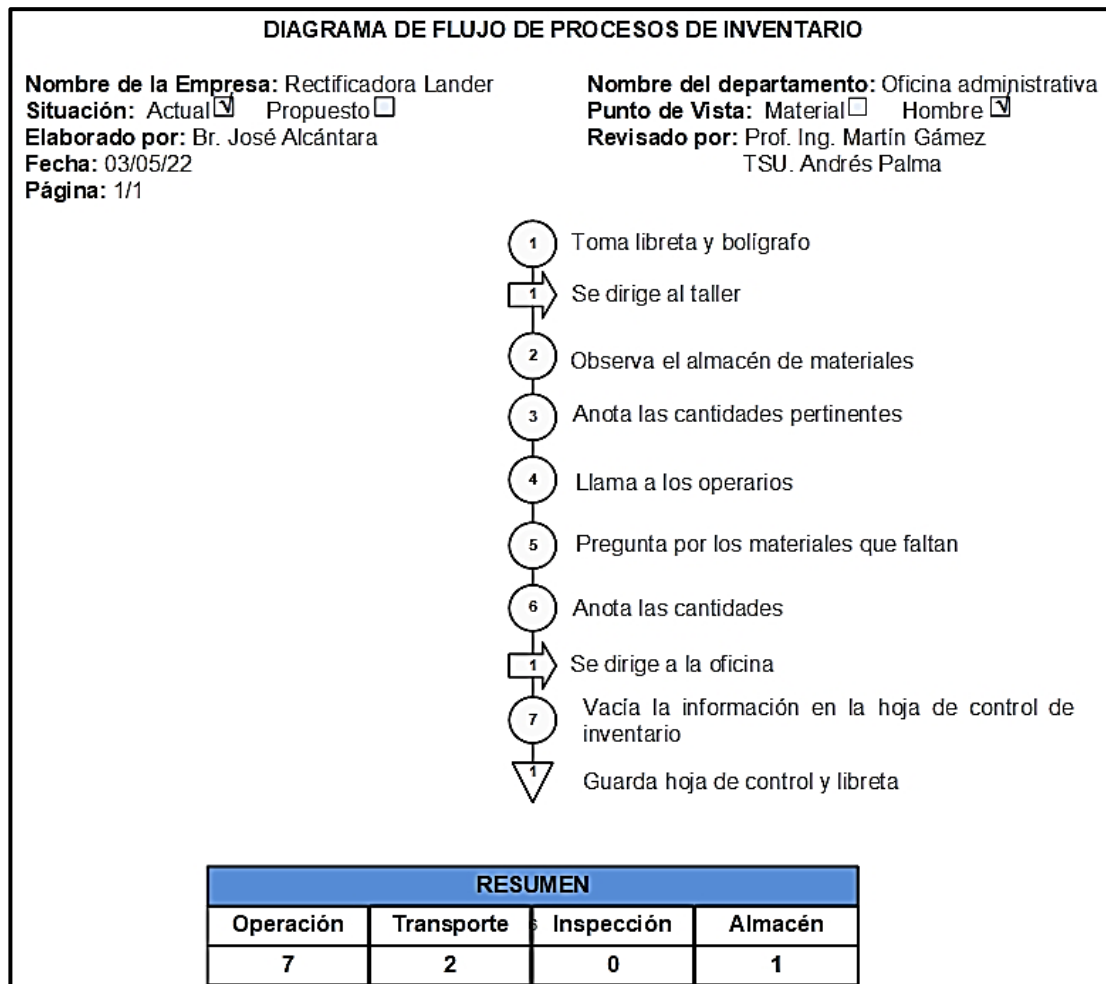 DIAGRAMA DE FLUJO DE PROCESOS DE INVENTARIO
Nombre de la Empresa: Rectificadora Lander
Situación: Actual Propuesto
Elaborado por: Br. José Alcántara
Fecha: 03/05/22
Página: 1/1
Nombre del departamento: Oficina administrativa
Punto de Vista: Material Hombre
Revisado por: Prof. Ing. Martín Gámez
TSU. Andrés Palma
1 Toma libreta y bolígrafo
1 Se dirige al taller
2 Observa el almacén de materiales
3 Anota las cantidades pertinentes
4 Llama a los operarios
5 Pregunta por los materiales que faltan
6 Anota las cantidades
1 Se dirige a la oficina
7 Vacía la información en la hoja de control de
inventario
1 Guarda hoja de control y libreta
RESUMEN
Operación Transporte Inspección Almacén
7 2 0 1